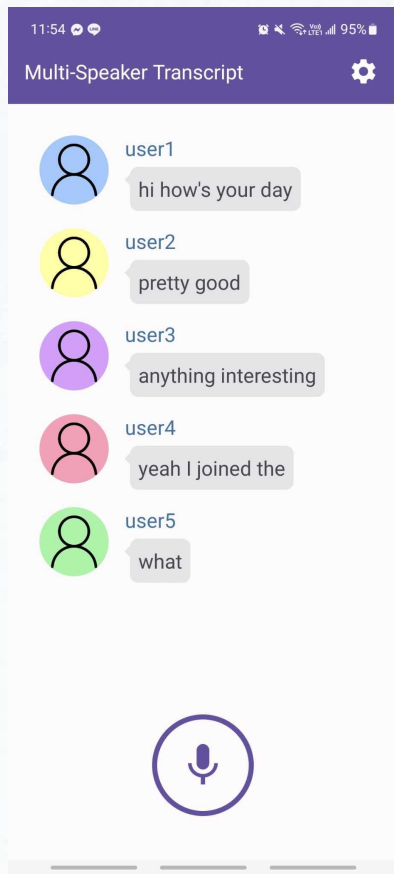 11:54
95%
Multi-Speaker Transcript
user1
hi how's your day
user2
pretty good
user3
anything interesting
user4
yeah I joined the
user5
what